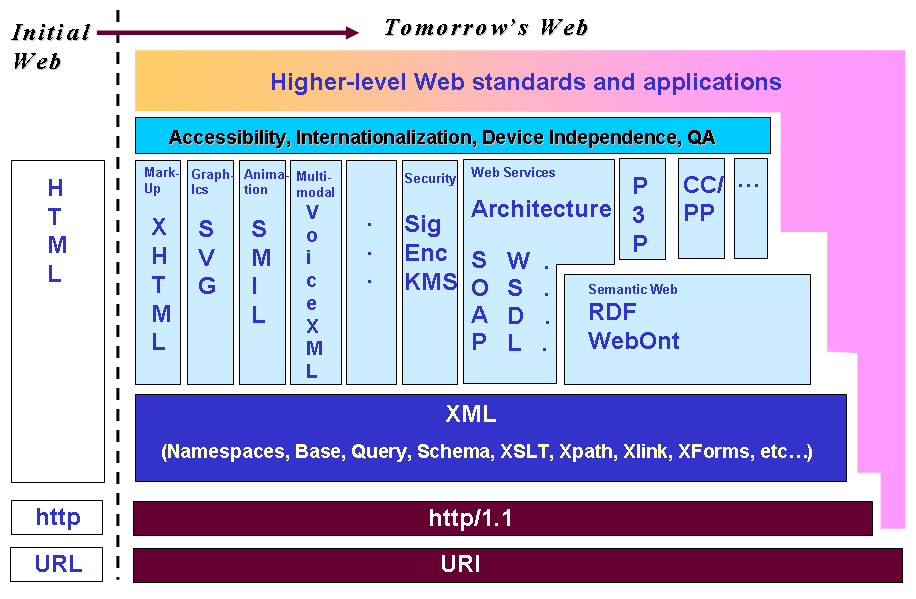 Initial
Web
Tomorrow's Web
Higher-level Web standards and applications
Accessibility, Internationalization, Device Independence, QA
HTML
Mark-
Up
XHTML
Graph-
Ics
SVG
Anima-
tion
SMIL
Multi-
modal
VoiceXML
. . .
Security
Sig
Enc
KMS
Web Services
Architecture
SOAP
WSDL
. . .
P3P
CC/
PP
...
Semantic Web
RDF
WebOnt
XML
(Namespaces, Base, Query, Schema, XSLT, Xpath, Xlink, XForms, etc...)
http
http/1.1
URL
URI